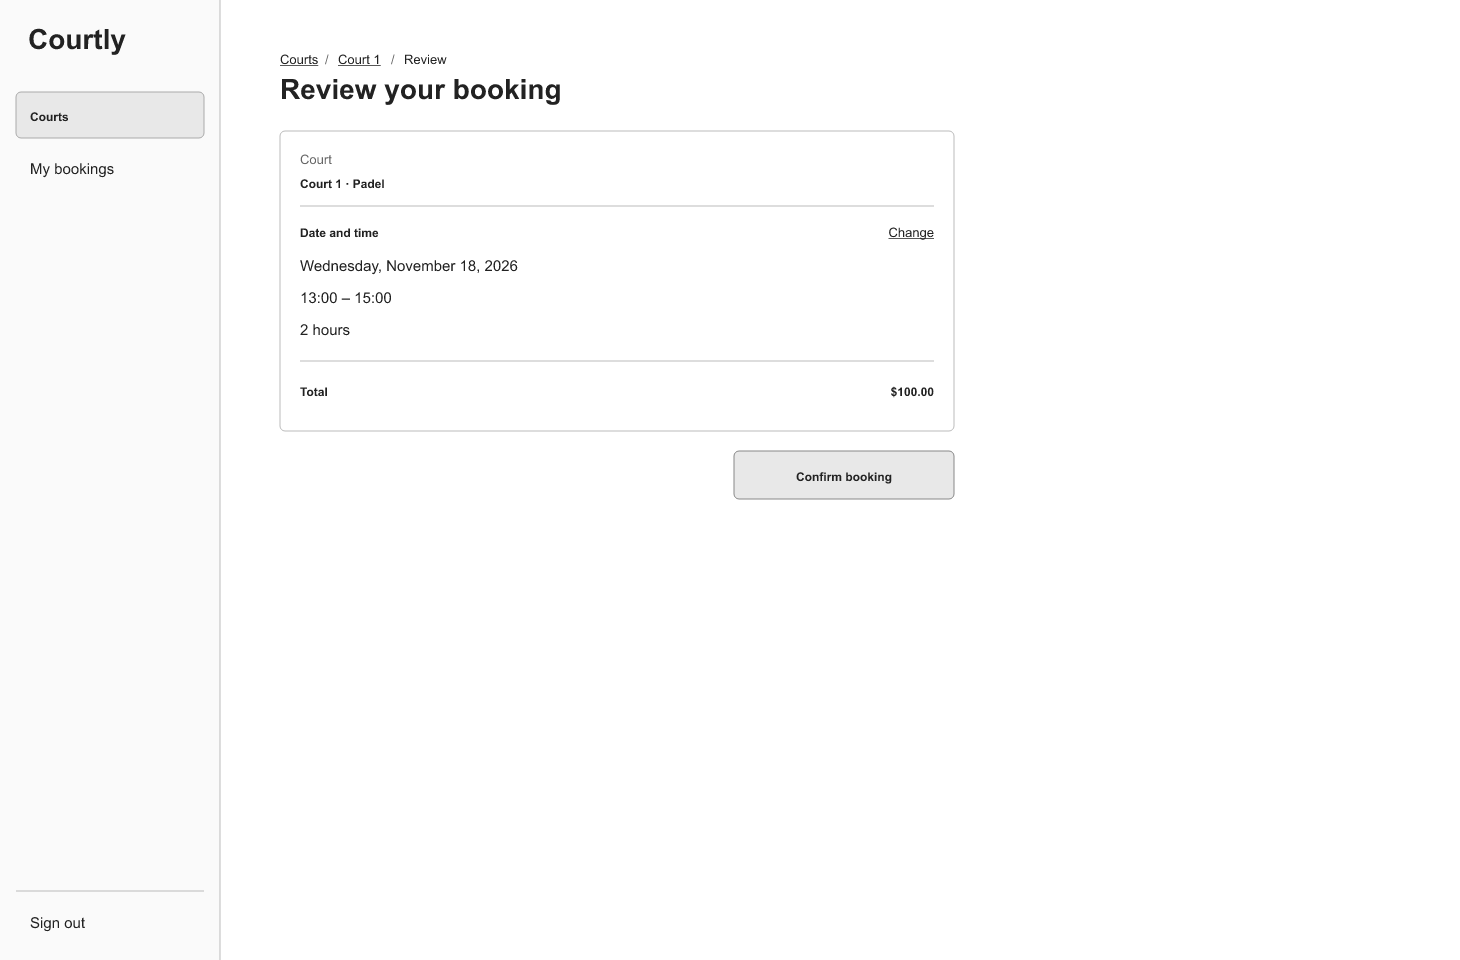 Courtly
Courts
My bookings
Sign out
Courts / Court 1 / Review
Review your booking
Court
Court 1 · Padel
Date and time Change
Wednesday, November 18, 2026
13:00 – 15:00
2 hours
Total $100.00
Confirm booking